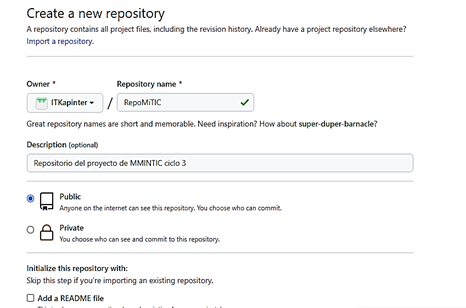 Create a new repository
A repository contains all project files, including the revision history. Already have a project repository elsewhere?
Import a repository.
Owner * Repository name *
ITKapinter / RepoMiTIC
Great repository names are short and memorable. Need inspiration? How about super-duper-barnacle?
Description (optional)
Repositorio del proyecto de MMINTIC ciclo 3
Public
Anyone on the internet can see this repository. You choose who can commit.
Private
You choose who can see and commit to this repository.
Initialize this repository with:
Skip this step if you're importing an existing repository.
Add a README file